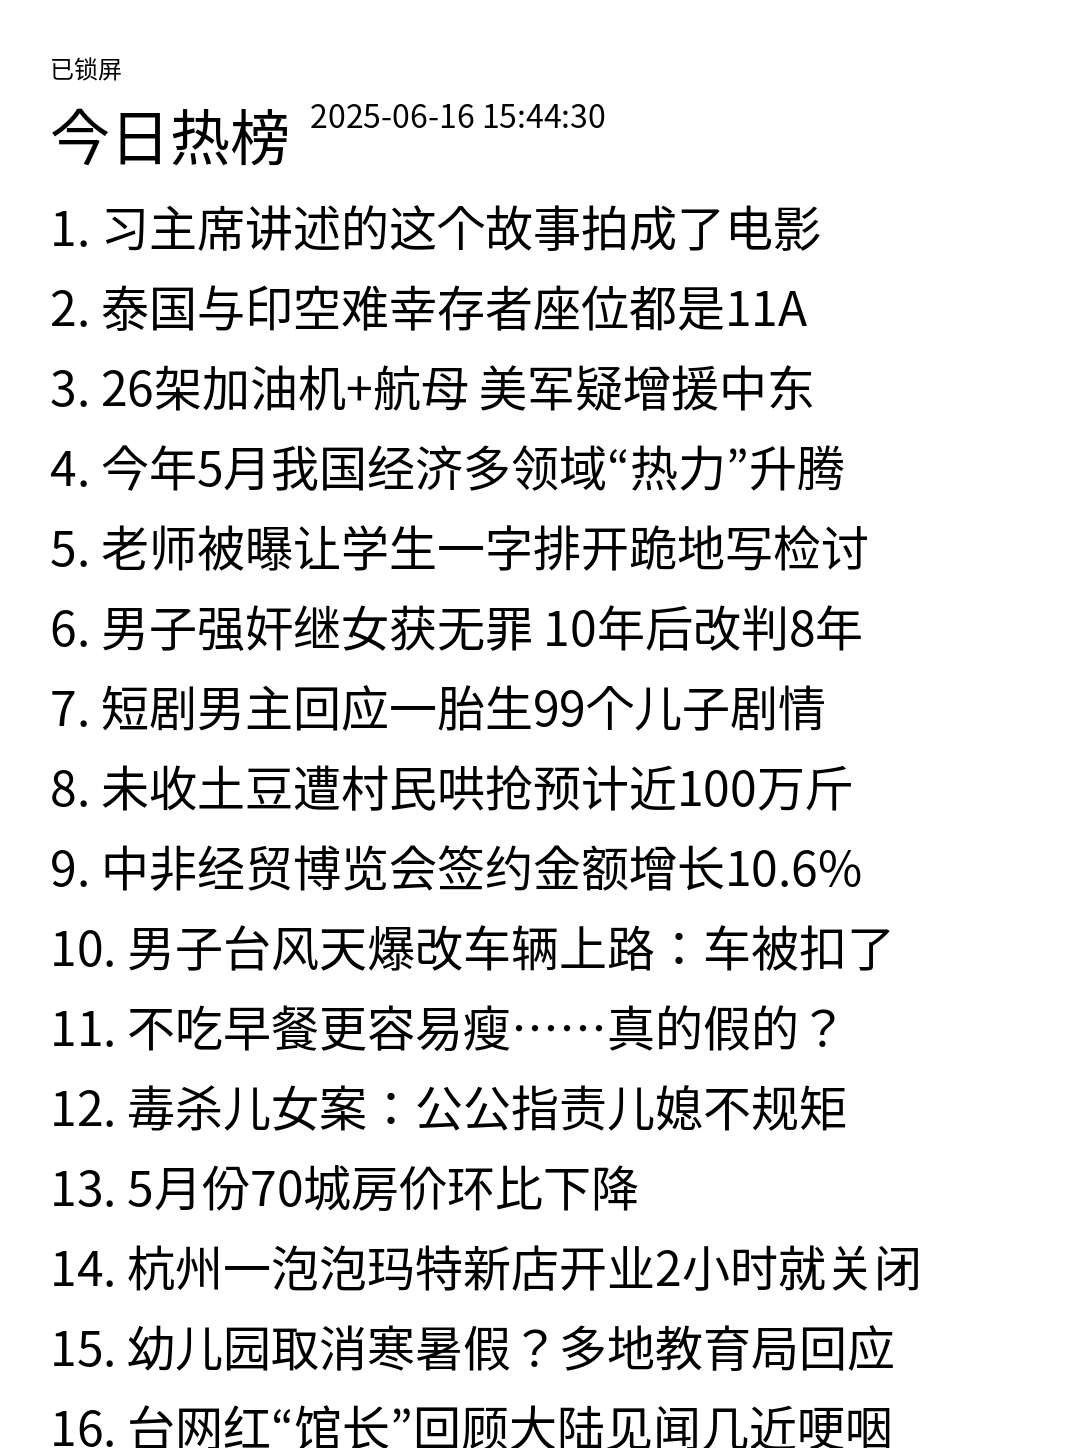 已锁屏
今日热榜 2025-06-16 15:44:30
1. 习主席讲述的这个故事拍成了电影
2. 泰国与印空难幸存者座位都是11A
3. 26架加油机+航母 美军疑增援中东
4. 今年5月我国经济多领域“热力”升腾
5. 老师被曝让学生一字排开跪地写检讨
6. 男子强奸继女获无罪 10年后改判8年
7. 短剧男主回应一胎生99个儿子剧情
8. 未收土豆遭村民哄抢预计近100万斤
9. 中非经贸博览会签约金额增长10.6%
10. 男子台风天爆改车辆上路：车被扣了
11. 不吃早餐更容易瘦……真的假的？
12. 毒杀儿女案：公公指责儿媳不规矩
13. 5月份70城房价环比下降
14. 杭州一泡泡玛特新店开业2小时就关闭
15. 幼儿园取消寒暑假？多地教育局回应
16. 台网红“馆长”回顾大陆见闻几近哽咽